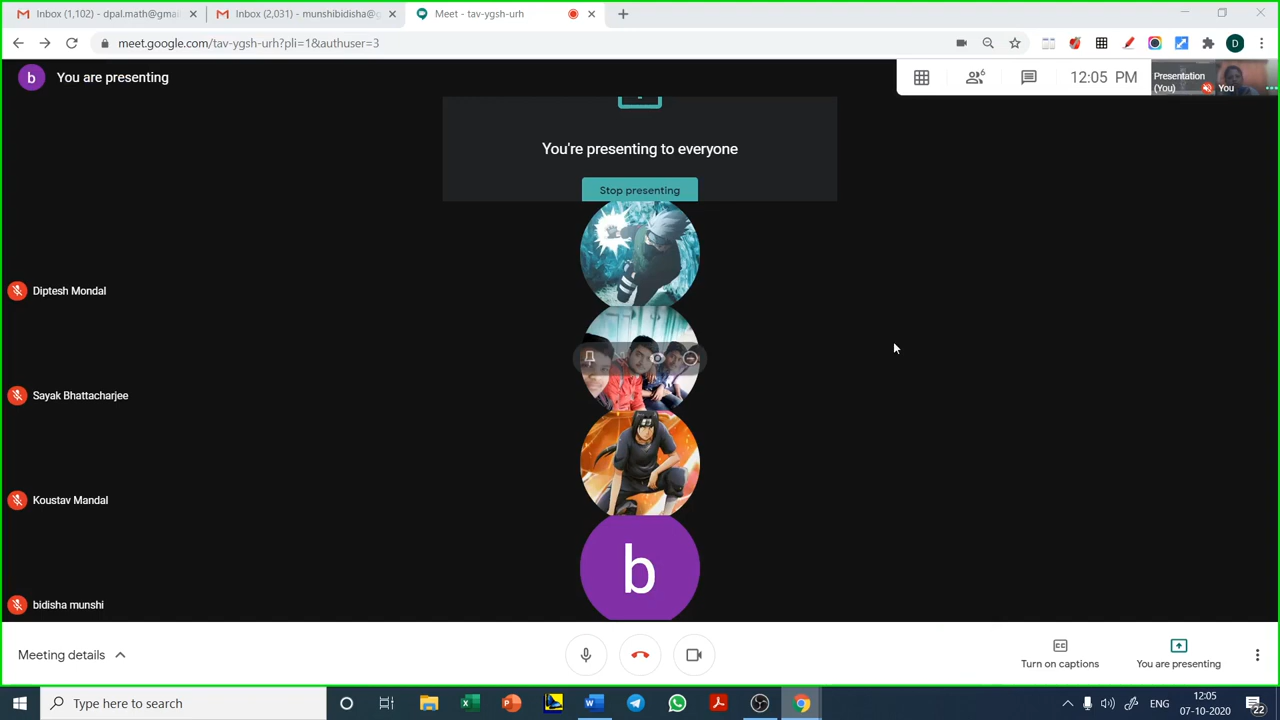 Inbox (1,102) - dpal.math@gmai
Inbox (2,031) - munshibidisha@g
Meet - tav-ygsh-urh
meet.google.com/tav-ygsh-urh?pli=1&authuser=3
D
b
You are presenting
6
12:05 PM
Presentation
(You)
You
You're presenting to everyone
Stop presenting
Diptesh Mondal
Sayak Bhattacharjee
Koustav Mandal
b
bidisha munshi
Meeting details
CC
Turn on captions
You are presenting
Type here to search
ENG
12:05
07-10-2020
22